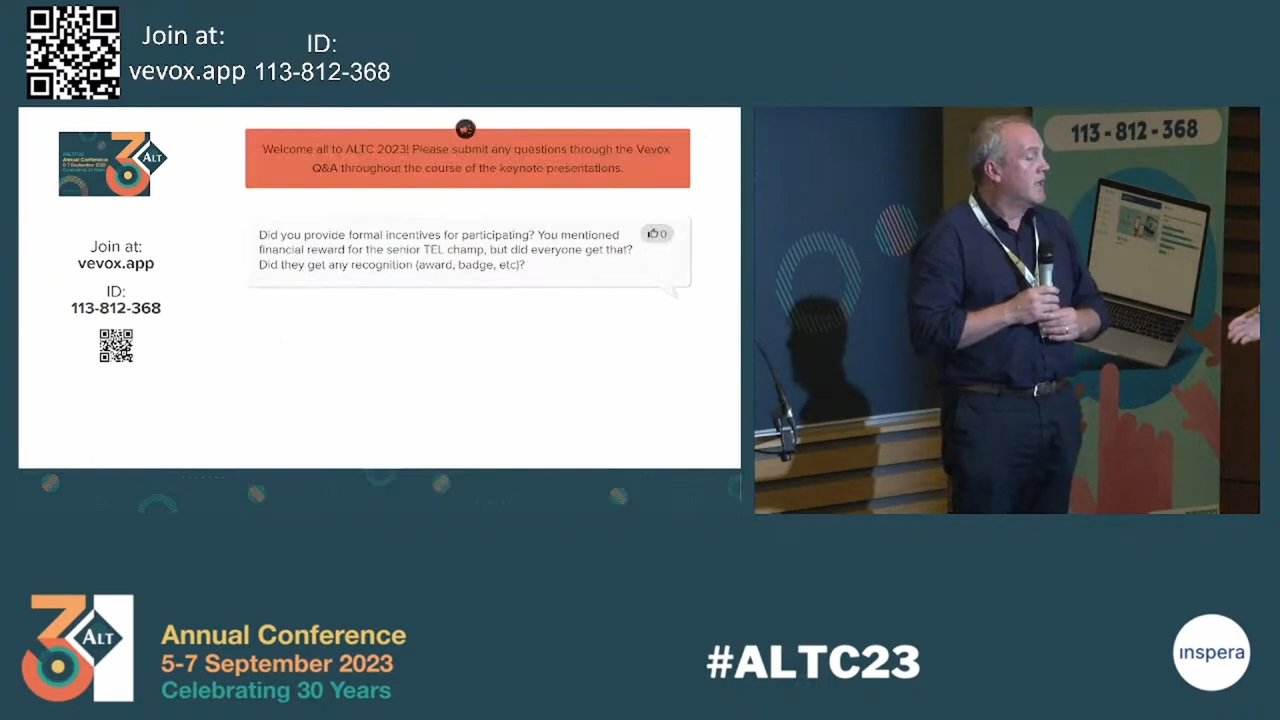 Join at:
vevox.app
ID:
113-812-368
ALT
Welcome all to ALTC 2023! Please submit any questions through the Vevox
Q&A throughout the course of the keynote presentations.
Join at:
vevox.app
ID:
113-812-368
Did you provide formal incentives for participating? You mentioned
financial reward for the senior TEL champ, but did everyone get that?
Did they get any recognition (award, badge, etc)?
0
113-812-368
ALT
Annual Conference
5-7 September 2023
Celebrating 30 Years
#ALTC23
inspera